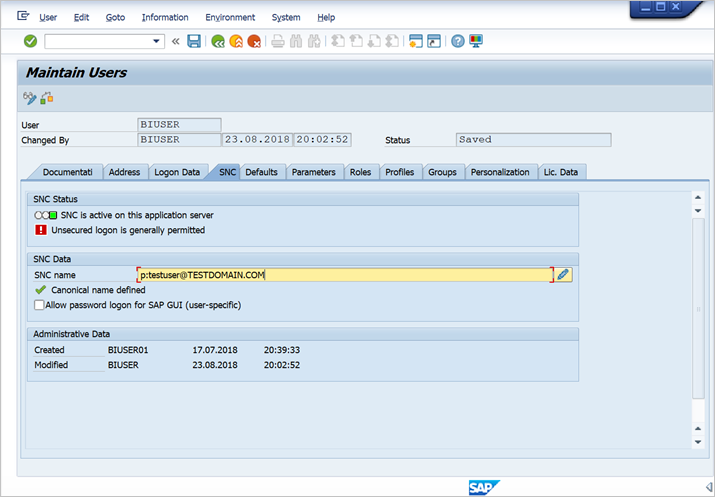 User Edit Goto Information Environment System Help
Maintain Users
User BIUSER
Changed By BIUSER 23.08.2018 20:02:52 Status Saved
Documentati Address Logon Data SNC Defaults Parameters Roles Profiles Groups Personalization Lic. Data
SNC Status
SNC is active on this application server
Unsecured logon is generally permitted
SNC Data
SNC name p:testuser@TESTDOMAIN.COM
Canonical name defined
Allow password logon for SAP GUI (user-specific)
Administrative Data
Created BIUSER01 17.07.2018 20:39:33
Modified BIUSER 23.08.2018 20:02:52
SAP